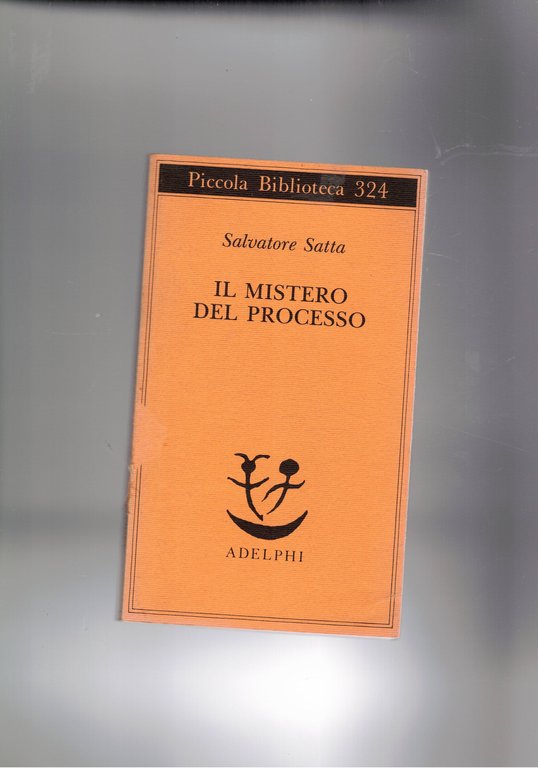 Piccola Biblioteca 324
Salvatore Satta
IL MISTERO
DEL PROCESSO
ADELPHI